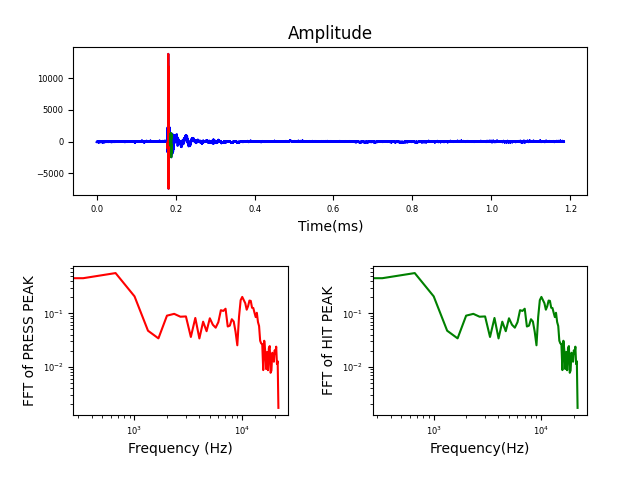 Amplitude
10000
5000
0
−5000
0.0 0.2 0.4 0.6 0.8 1.0 1.2
Time(ms)
FFT of PRESS PEAK
10⁻¹
10⁻²
10³ 10⁴
Frequency (Hz)
FFT of HIT PEAK
10⁻¹
10⁻²
10³ 10⁴
Frequency(Hz)